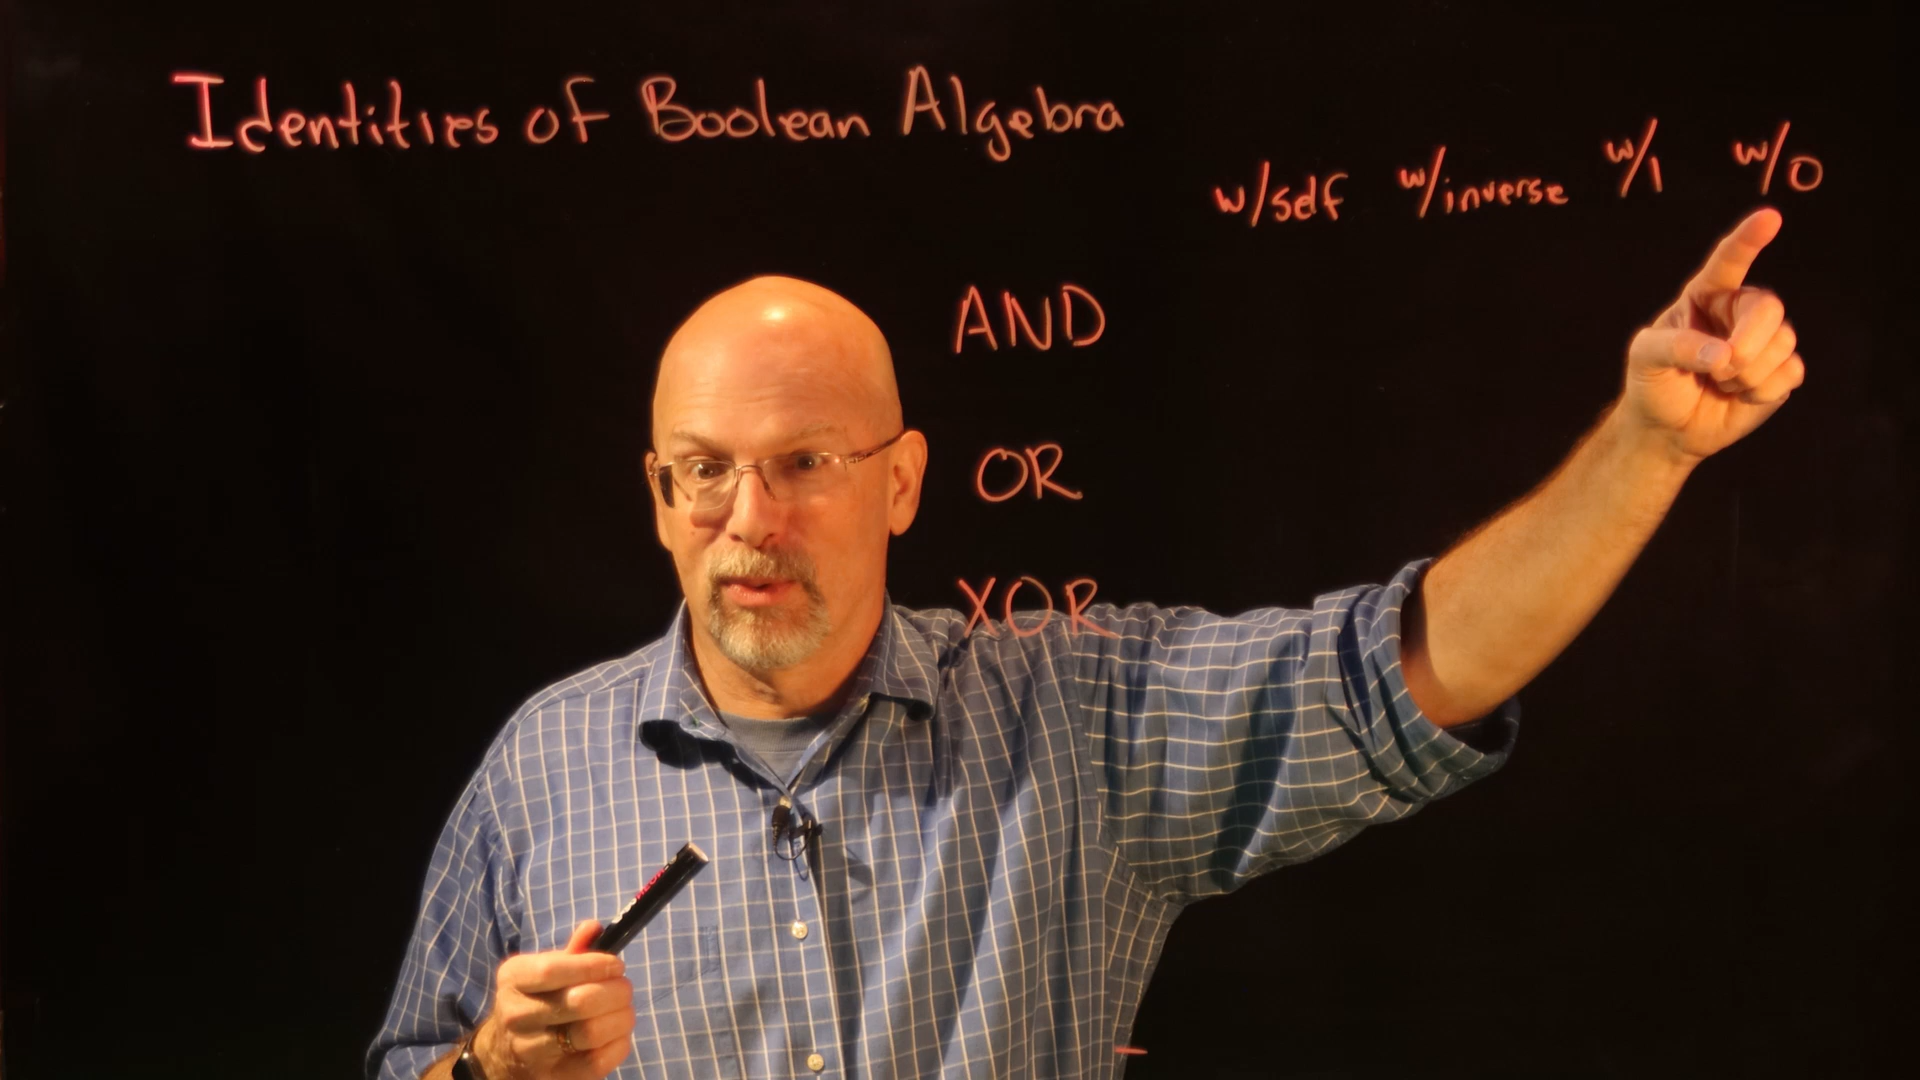 Identities of Boolean Algebra
w/self w/inverse w/1 w/0
AND
OR
XOR